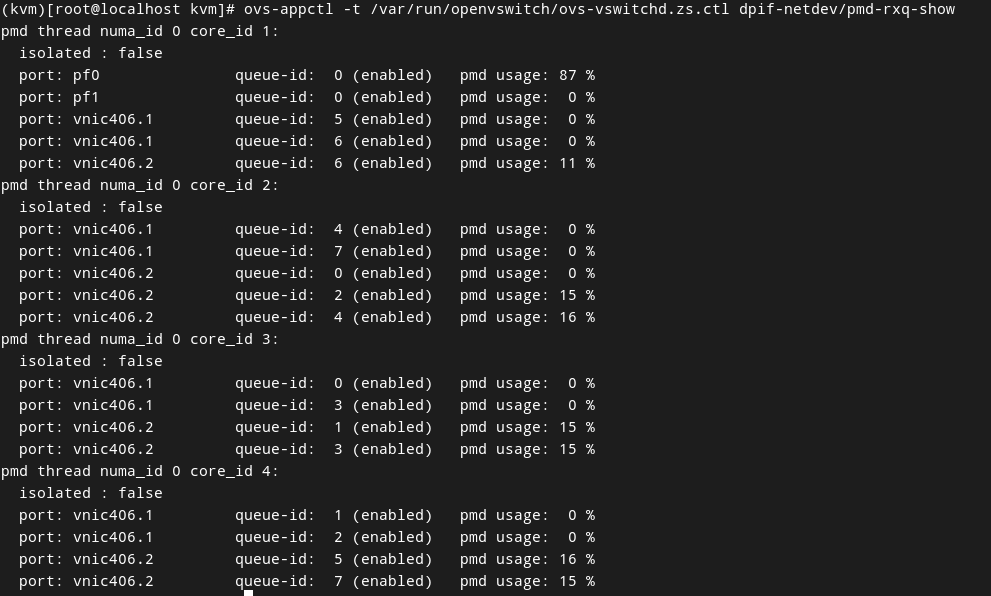 (kvm)[root@localhost kvm]# ovs-appctl -t /var/run/openvswitch/ovs-vswitchd.zs.ctl dpif-netdev/pmd-rxq-show
pmd thread numa_id 0 core_id 1:
  isolated : false
  port: pf0               queue-id:  0 (enabled)   pmd usage: 87 %
  port: pf1               queue-id:  0 (enabled)   pmd usage:  0 %
  port: vnic406.1         queue-id:  5 (enabled)   pmd usage:  0 %
  port: vnic406.1         queue-id:  6 (enabled)   pmd usage:  0 %
  port: vnic406.2         queue-id:  6 (enabled)   pmd usage: 11 %
pmd thread numa_id 0 core_id 2:
  isolated : false
  port: vnic406.1         queue-id:  4 (enabled)   pmd usage:  0 %
  port: vnic406.1         queue-id:  7 (enabled)   pmd usage:  0 %
  port: vnic406.2         queue-id:  0 (enabled)   pmd usage:  0 %
  port: vnic406.2         queue-id:  2 (enabled)   pmd usage: 15 %
  port: vnic406.2         queue-id:  4 (enabled)   pmd usage: 16 %
pmd thread numa_id 0 core_id 3:
  isolated : false
  port: vnic406.1         queue-id:  0 (enabled)   pmd usage:  0 %
  port: vnic406.1         queue-id:  3 (enabled)   pmd usage:  0 %
  port: vnic406.2         queue-id:  1 (enabled)   pmd usage: 15 %
  port: vnic406.2         queue-id:  3 (enabled)   pmd usage: 15 %
pmd thread numa_id 0 core_id 4:
  isolated : false
  port: vnic406.1         queue-id:  1 (enabled)   pmd usage:  0 %
  port: vnic406.1         queue-id:  2 (enabled)   pmd usage:  0 %
  port: vnic406.2         queue-id:  5 (enabled)   pmd usage: 16 %
  port: vnic406.2         queue-id:  7 (enabled)   pmd usage: 15 %